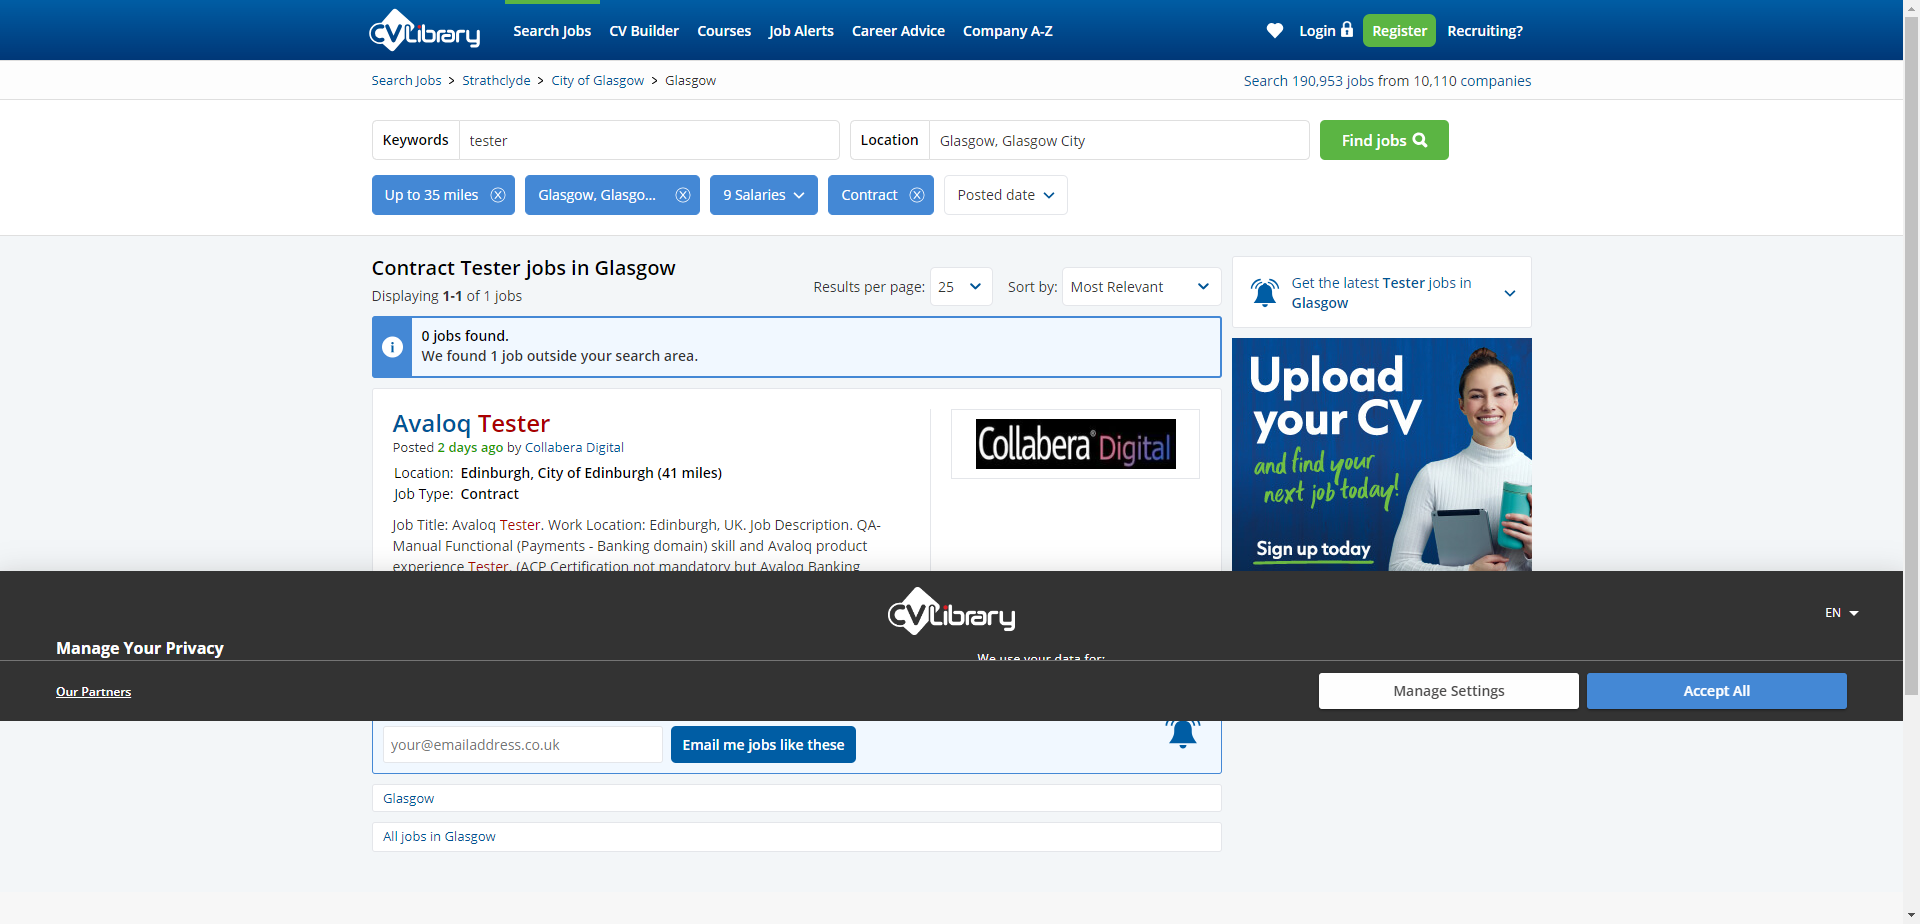 CVLibrary
Search Jobs
CV Builder
Courses
Job Alerts
Career Advice
Company A-Z
Login
Register
Recruiting?
Search Jobs > Strathclyde > City of Glasgow > Glasgow
Search 190,953 jobs from 10,110 companies
Keywords
tester
Location
Glasgow, Glasgow City
Find jobs
Up to 35 miles
Glasgow, Glasgo...
9 Salaries
Contract
Posted date
Contract Tester jobs in Glasgow
Displaying 1-1 of 1 jobs
Results per page:
25
Sort by:
Most Relevant
0 jobs found.
We found 1 job outside your search area.
Get the latest Tester jobs in
Glasgow
Avaloq Tester
Posted 2 days ago by Collabera Digital
Location: Edinburgh, City of Edinburgh (41 miles)
Job Type: Contract
Job Title: Avaloq Tester. Work Location: Edinburgh, UK. Job Description. QA-
Manual Functional (Payments - Banking domain) skill and Avaloq product
experience Tester. (ACP Certification not mandatory but Avaloq Banking
Collabera® Digital
Upload
your CV
and find your
next job today!
Sign up today
CVLibrary
EN
Manage Your Privacy
We use your data for:
Our Partners
Manage Settings
Accept All
your@emailaddress.co.uk
Email me jobs like these
Glasgow
All jobs in Glasgow